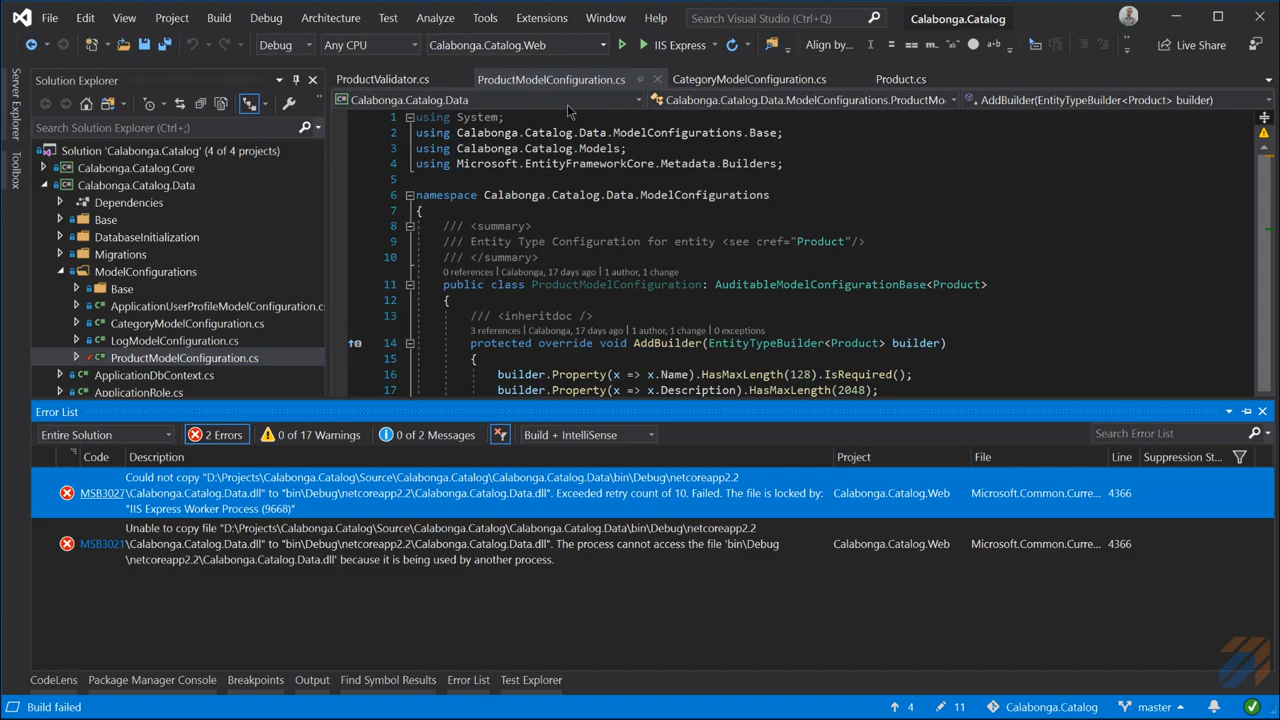 File Edit View Project Build Debug Architecture Test Analyze Tools Extensions Window Help Search Visual Studio (Ctrl+Q) Calabonga.Catalog
Debug Any CPU Calabonga.Catalog.Web IIS Express Align by... ab Live Share
Server Explorer
Toolbox
Solution Explorer
Search Solution Explorer (Ctrl+;)
Solution 'Calabonga.Catalog' (4 of 4 projects)
Calabonga.Catalog.Core
Calabonga.Catalog.Data
Dependencies
Base
DatabaseInitialization
Migrations
ModelConfigurations
Base
ApplicationUserProfileModelConfiguration.cs
CategoryModelConfiguration.cs
LogModelConfiguration.cs
ProductModelConfiguration.cs
ApplicationDbContext.cs
ApplicationRole.cs
ProductValidator.cs ProductModelConfiguration.cs CategoryModelConfiguration.cs Product.cs
Calabonga.Catalog.Data Calabonga.Catalog.Data.ModelConfigurations.ProductMo AddBuilder(EntityTypeBuilder<Product> builder)
1 using System;
2 using Calabonga.Catalog.Data.ModelConfigurations.Base;
3 using Calabonga.Catalog.Models;
4 using Microsoft.EntityFrameworkCore.Metadata.Builders;
5
6 namespace Calabonga.Catalog.Data.ModelConfigurations
7 {
8 /// <summary>
9 /// Entity Type Configuration for entity <see cref="Product"/>
10 /// </summary>
0 references | Calabonga, 17 days ago | 1 author, 1 change
11 public class ProductModelConfiguration: AuditableModelConfigurationBase<Product>
12 {
13 /// <inheritdoc />
3 references | Calabonga, 17 days ago | 1 author, 1 change | 0 exceptions
14 protected override void AddBuilder(EntityTypeBuilder<Product> builder)
15 {
16 builder.Property(x => x.Name).HasMaxLength(128).IsRequired();
17 builder.Property(x => x.Description).HasMaxLength(2048);
Error List
Entire Solution 2 Errors 0 of 17 Warnings 0 of 2 Messages Build + IntelliSense Search Error List
Code Description Project File Line Suppression St...
Could not copy "D:\Projects\Calabonga.Catalog\Source\Calabonga.Catalog\Calabonga.Catalog.Data\bin\Debug\netcoreapp2.2
MSB3027 \Calabonga.Catalog.Data.dll" to "bin\Debug\netcoreapp2.2\Calabonga.Catalog.Data.dll". Exceeded retry count of 10. Failed. The file is locked by: Calabonga.Catalog.Web Microsoft.Common.Curre... 4366
"IIS Express Worker Process (9668)"
Unable to copy file "D:\Projects\Calabonga.Catalog\Source\Calabonga.Catalog\Calabonga.Catalog.Data\bin\Debug\netcoreapp2.2
MSB3021 \Calabonga.Catalog.Data.dll" to "bin\Debug\netcoreapp2.2\Calabonga.Catalog.Data.dll". The process cannot access the file 'bin\Debug Calabonga.Catalog.Web Microsoft.Common.Curre... 4366
\netcoreapp2.2\Calabonga.Catalog.Data.dll' because it is being used by another process.
CodeLens Package Manager Console Breakpoints Output Find Symbol Results Error List Test Explorer
Build failed 4 11 Calabonga.Catalog master